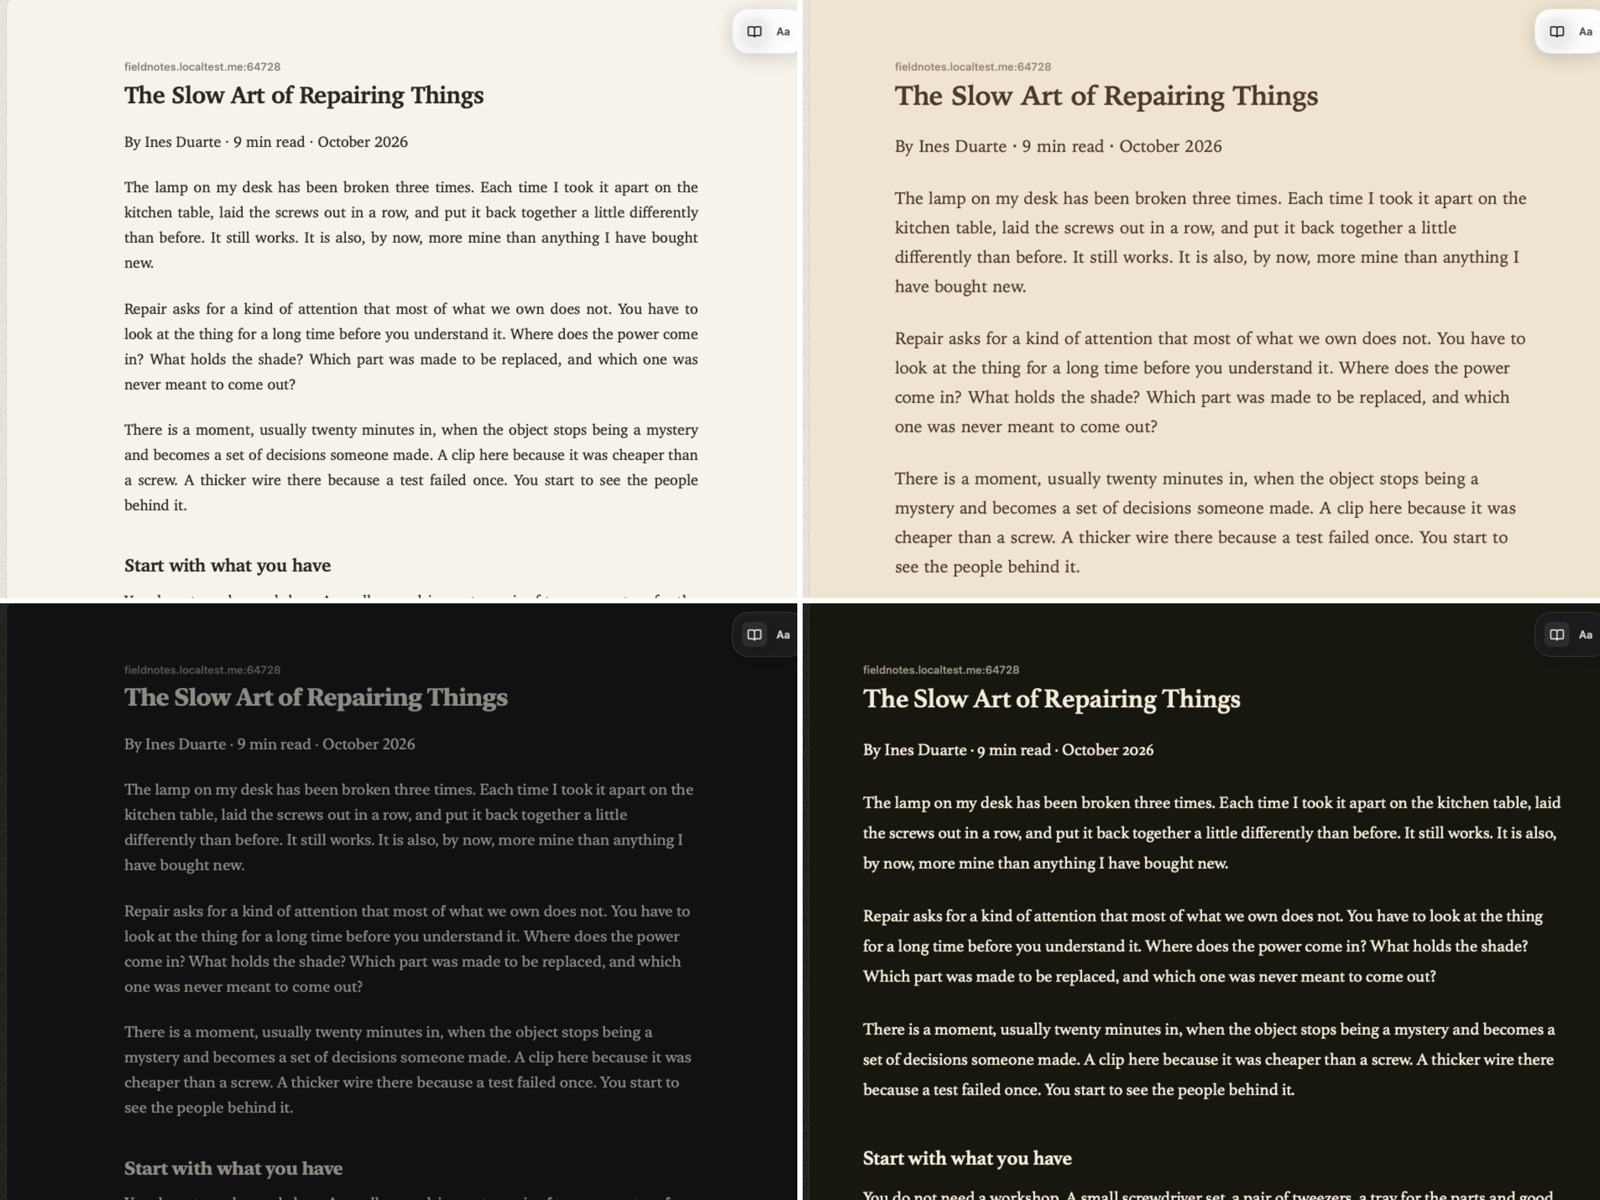 Aa
fieldnotes.localtest.me:64728
The Slow Art of Repairing Things
By Ines Duarte · 9 min read · October 2026
The lamp on my desk has been broken three times. Each time I took it apart on the
kitchen table, laid the screws out in a row, and put it back together a little differently
than before. It still works. It is also, by now, more mine than anything I have bought
new.
Repair asks for a kind of attention that most of what we own does not. You have to
look at the thing for a long time before you understand it. Where does the power come
in? What holds the shade? Which part was made to be replaced, and which one was
never meant to come out?
There is a moment, usually twenty minutes in, when the object stops being a mystery
and becomes a set of decisions someone made. A clip here because it was cheaper than
a screw. A thicker wire there because a test failed once. You start to see the people
behind it.
Start with what you have
Aa
fieldnotes.localtest.me:64728
The Slow Art of Repairing Things
By Ines Duarte · 9 min read · October 2026
The lamp on my desk has been broken three times. Each time I took it apart on the
kitchen table, laid the screws out in a row, and put it back together a little
differently than before. It still works. It is also, by now, more mine than anything I
have bought new.
Repair asks for a kind of attention that most of what we own does not. You have to
look at the thing for a long time before you understand it. Where does the power
come in? What holds the shade? Which part was made to be replaced, and which
one was never meant to come out?
There is a moment, usually twenty minutes in, when the object stops being a
mystery and becomes a set of decisions someone made. A clip here because it was
cheaper than a screw. A thicker wire there because a test failed once. You start to
see the people behind it.
Aa
fieldnotes.localtest.me:64728
The Slow Art of Repairing Things
By Ines Duarte · 9 min read · October 2026
The lamp on my desk has been broken three times. Each time I took it apart on the
kitchen table, laid the screws out in a row, and put it back together a little
differently than before. It still works. It is also, by now, more mine than anything I
have bought new.
Repair asks for a kind of attention that most of what we own does not. You have to
look at the thing for a long time before you understand it. Where does the power
come in? What holds the shade? Which part was made to be replaced, and which
one was never meant to come out?
There is a moment, usually twenty minutes in, when the object stops being a
mystery and becomes a set of decisions someone made. A clip here because it was
cheaper than a screw. A thicker wire there because a test failed once. You start to
see the people behind it.
Start with what you have
Aa
fieldnotes.localtest.me:64728
The Slow Art of Repairing Things
By Ines Duarte · 9 min read · October 2026
The lamp on my desk has been broken three times. Each time I took it apart on the kitchen table, laid
the screws out in a row, and put it back together a little differently than before. It still works. It is also,
by now, more mine than anything I have bought new.
Repair asks for a kind of attention that most of what we own does not. You have to look at the thing
for a long time before you understand it. Where does the power come in? What holds the shade?
Which part was made to be replaced, and which one was never meant to come out?
There is a moment, usually twenty minutes in, when the object stops being a mystery and becomes a
set of decisions someone made. A clip here because it was cheaper than a screw. A thicker wire there
because a test failed once. You start to see the people behind it.
Start with what you have
You do not need a workshop. A small screwdriver set, a pair of tweezers, a tray for the parts and good